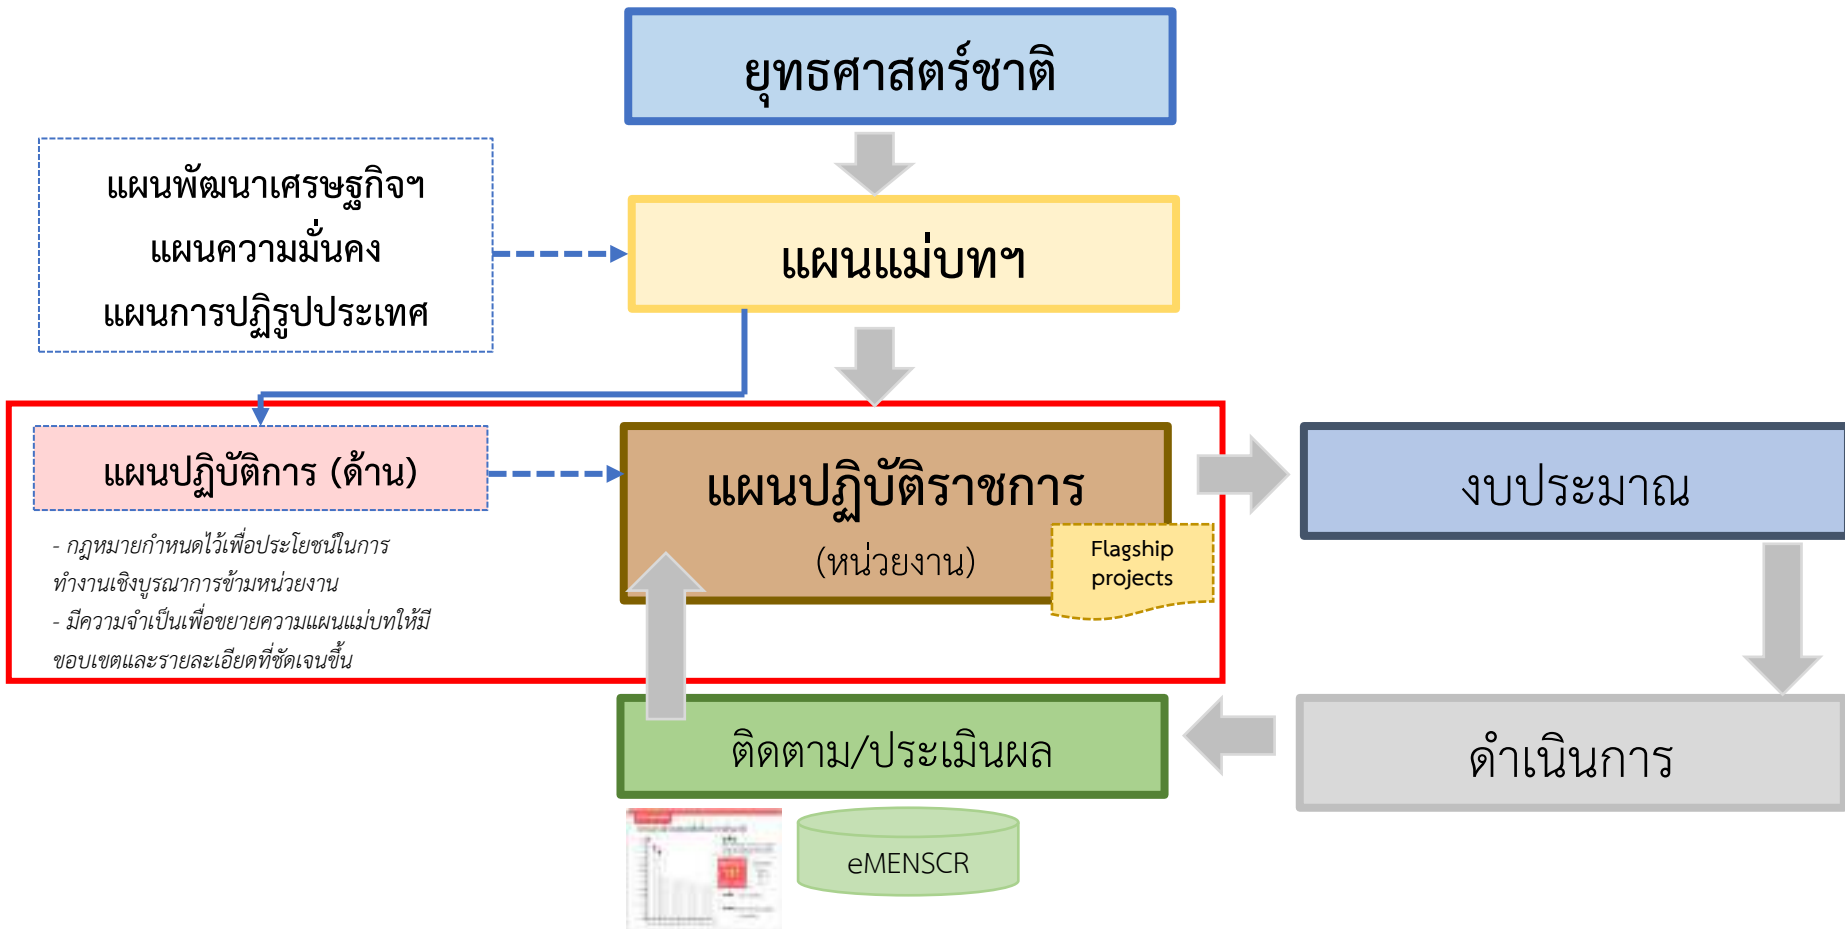 ยุทธศาสตร์ชาติ
แผนพัฒนาเศรษฐกิจฯ
แผนความมั่นคง
แผนการปฏิรูปประเทศ
แผนแม่บทฯ
แผนปฏิบัติการ (ด้าน)
- กฎหมายกำหนดไว้เพื่อประโยชน์ในการ
ทำงานเชิงบูรณาการข้ามหน่วยงาน
- มีความจำเป็นเพื่อขยายความแผนแม่บทให้มี
ขอบเขตและรายละเอียดที่ชัดเจนขึ้น
แผนปฏิบัติราชการ
(หน่วยงาน)
Flagship
projects
งบประมาณ
ติดตาม/ประเมินผล
ดำเนินการ
eMENSCR